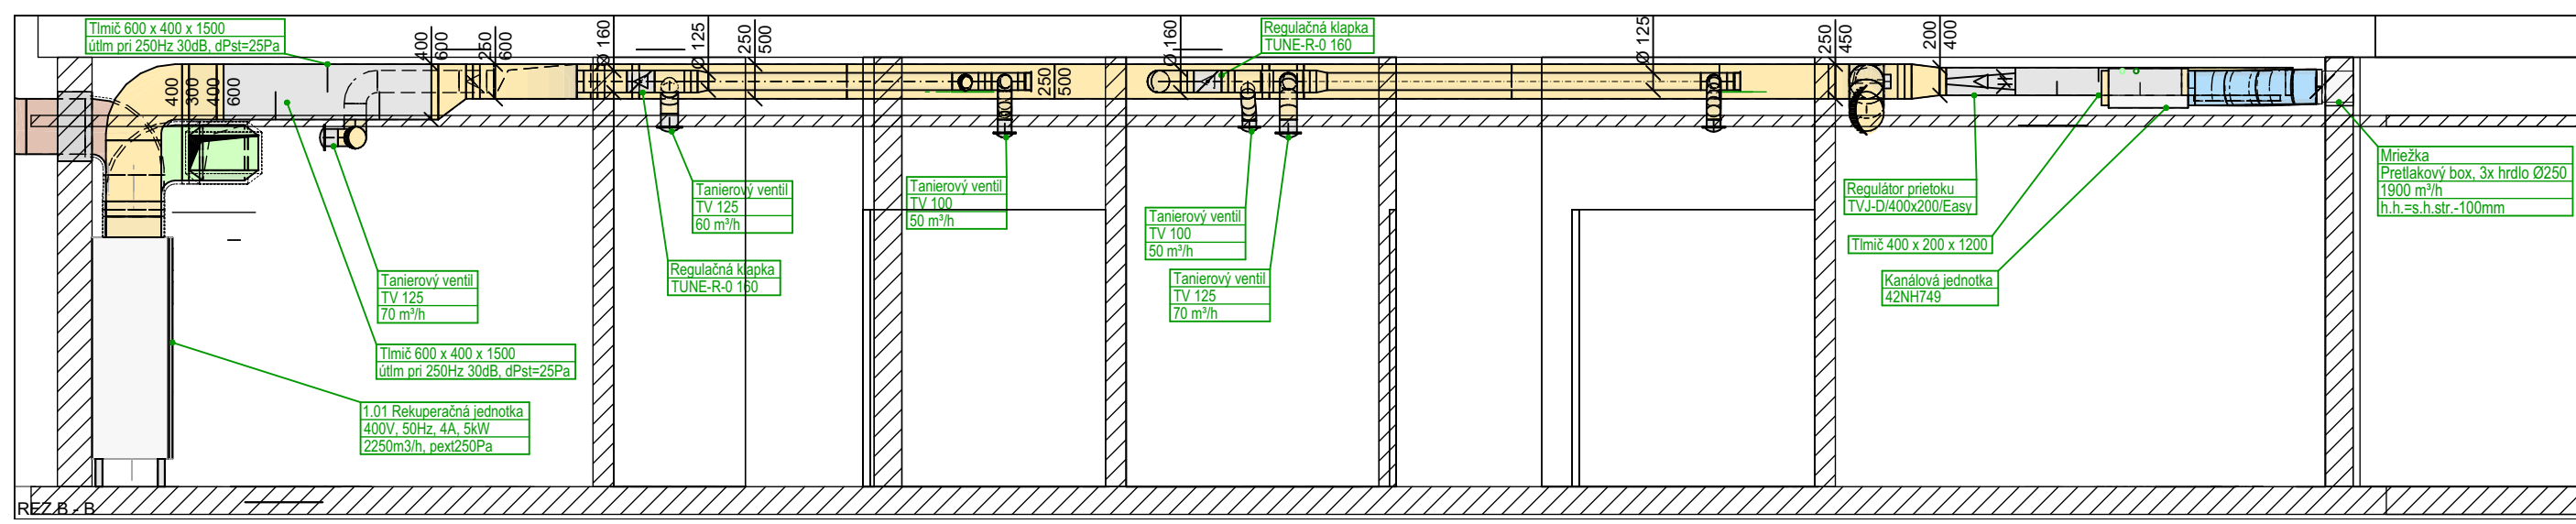 Tlmič 600 x 400 x 1500
útlm pri 250Hz 30dB, dPst=25Pa
400
600
250
600
Ø 160
Ø 125
250
500
Ø 160
Regulačná klapka
TUNE-R-0 160
Ø 125
250
450
200
400
400
300
400
600
250
500
Mriežka
Pretlakový box, 3x hrdlo Ø250
1900 m³/h
h.h.=s.h.str.-100mm
Tanierový ventil
TV 125
60 m³/h
Tanierový ventil
TV 100
50 m³/h
Tanierový ventil
TV 100
50 m³/h
Regulátor prietoku
TVJ-D/400x200/Easy
Tlmič 400 x 200 x 1200
Regulačná klapka
TUNE-R-0 160
Tanierový ventil
TV 125
70 m³/h
Tanierový ventil
TV 125
70 m³/h
Kanálová jednotka
42NH749
Tlmič 600 x 400 x 1500
útlm pri 250Hz 30dB, dPst=25Pa
1.01 Rekuperačná jednotka
400V, 50Hz, 4A, 5kW
2250m3/h, pext250Pa
REZ B - B